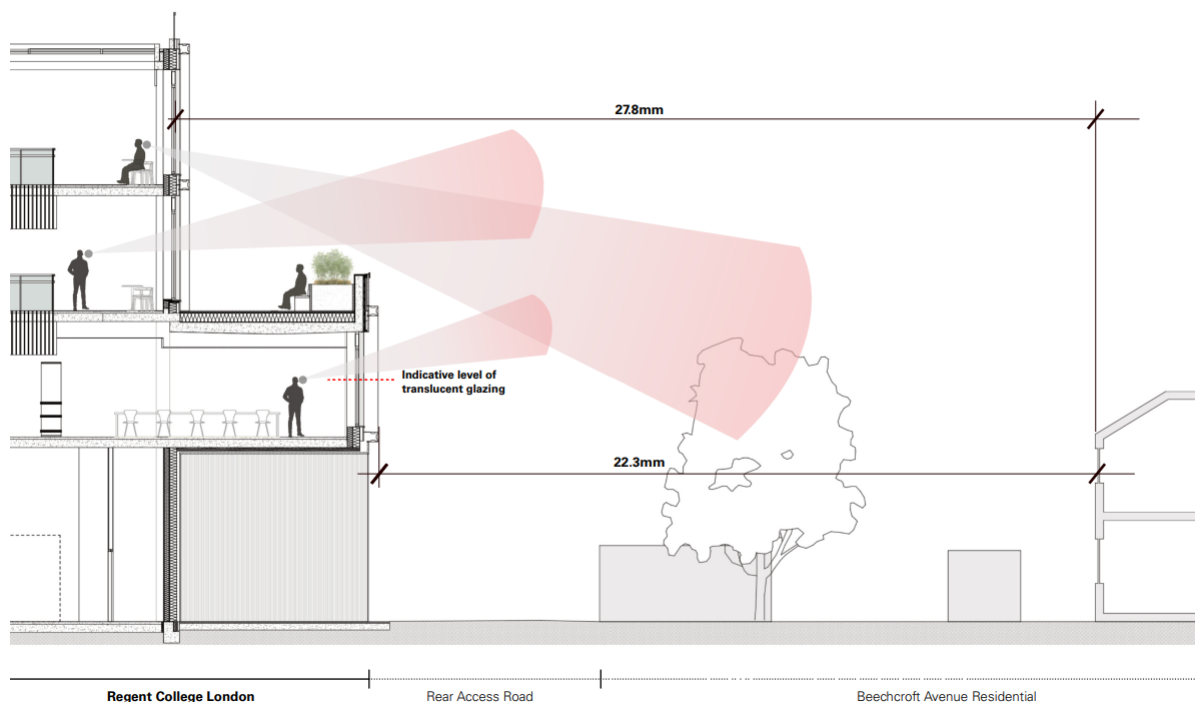 27.8mm
Indicative level of
translucent glazing
22.3mm
Regent College London
Rear Access Road
Beechcroft Avenue Residential